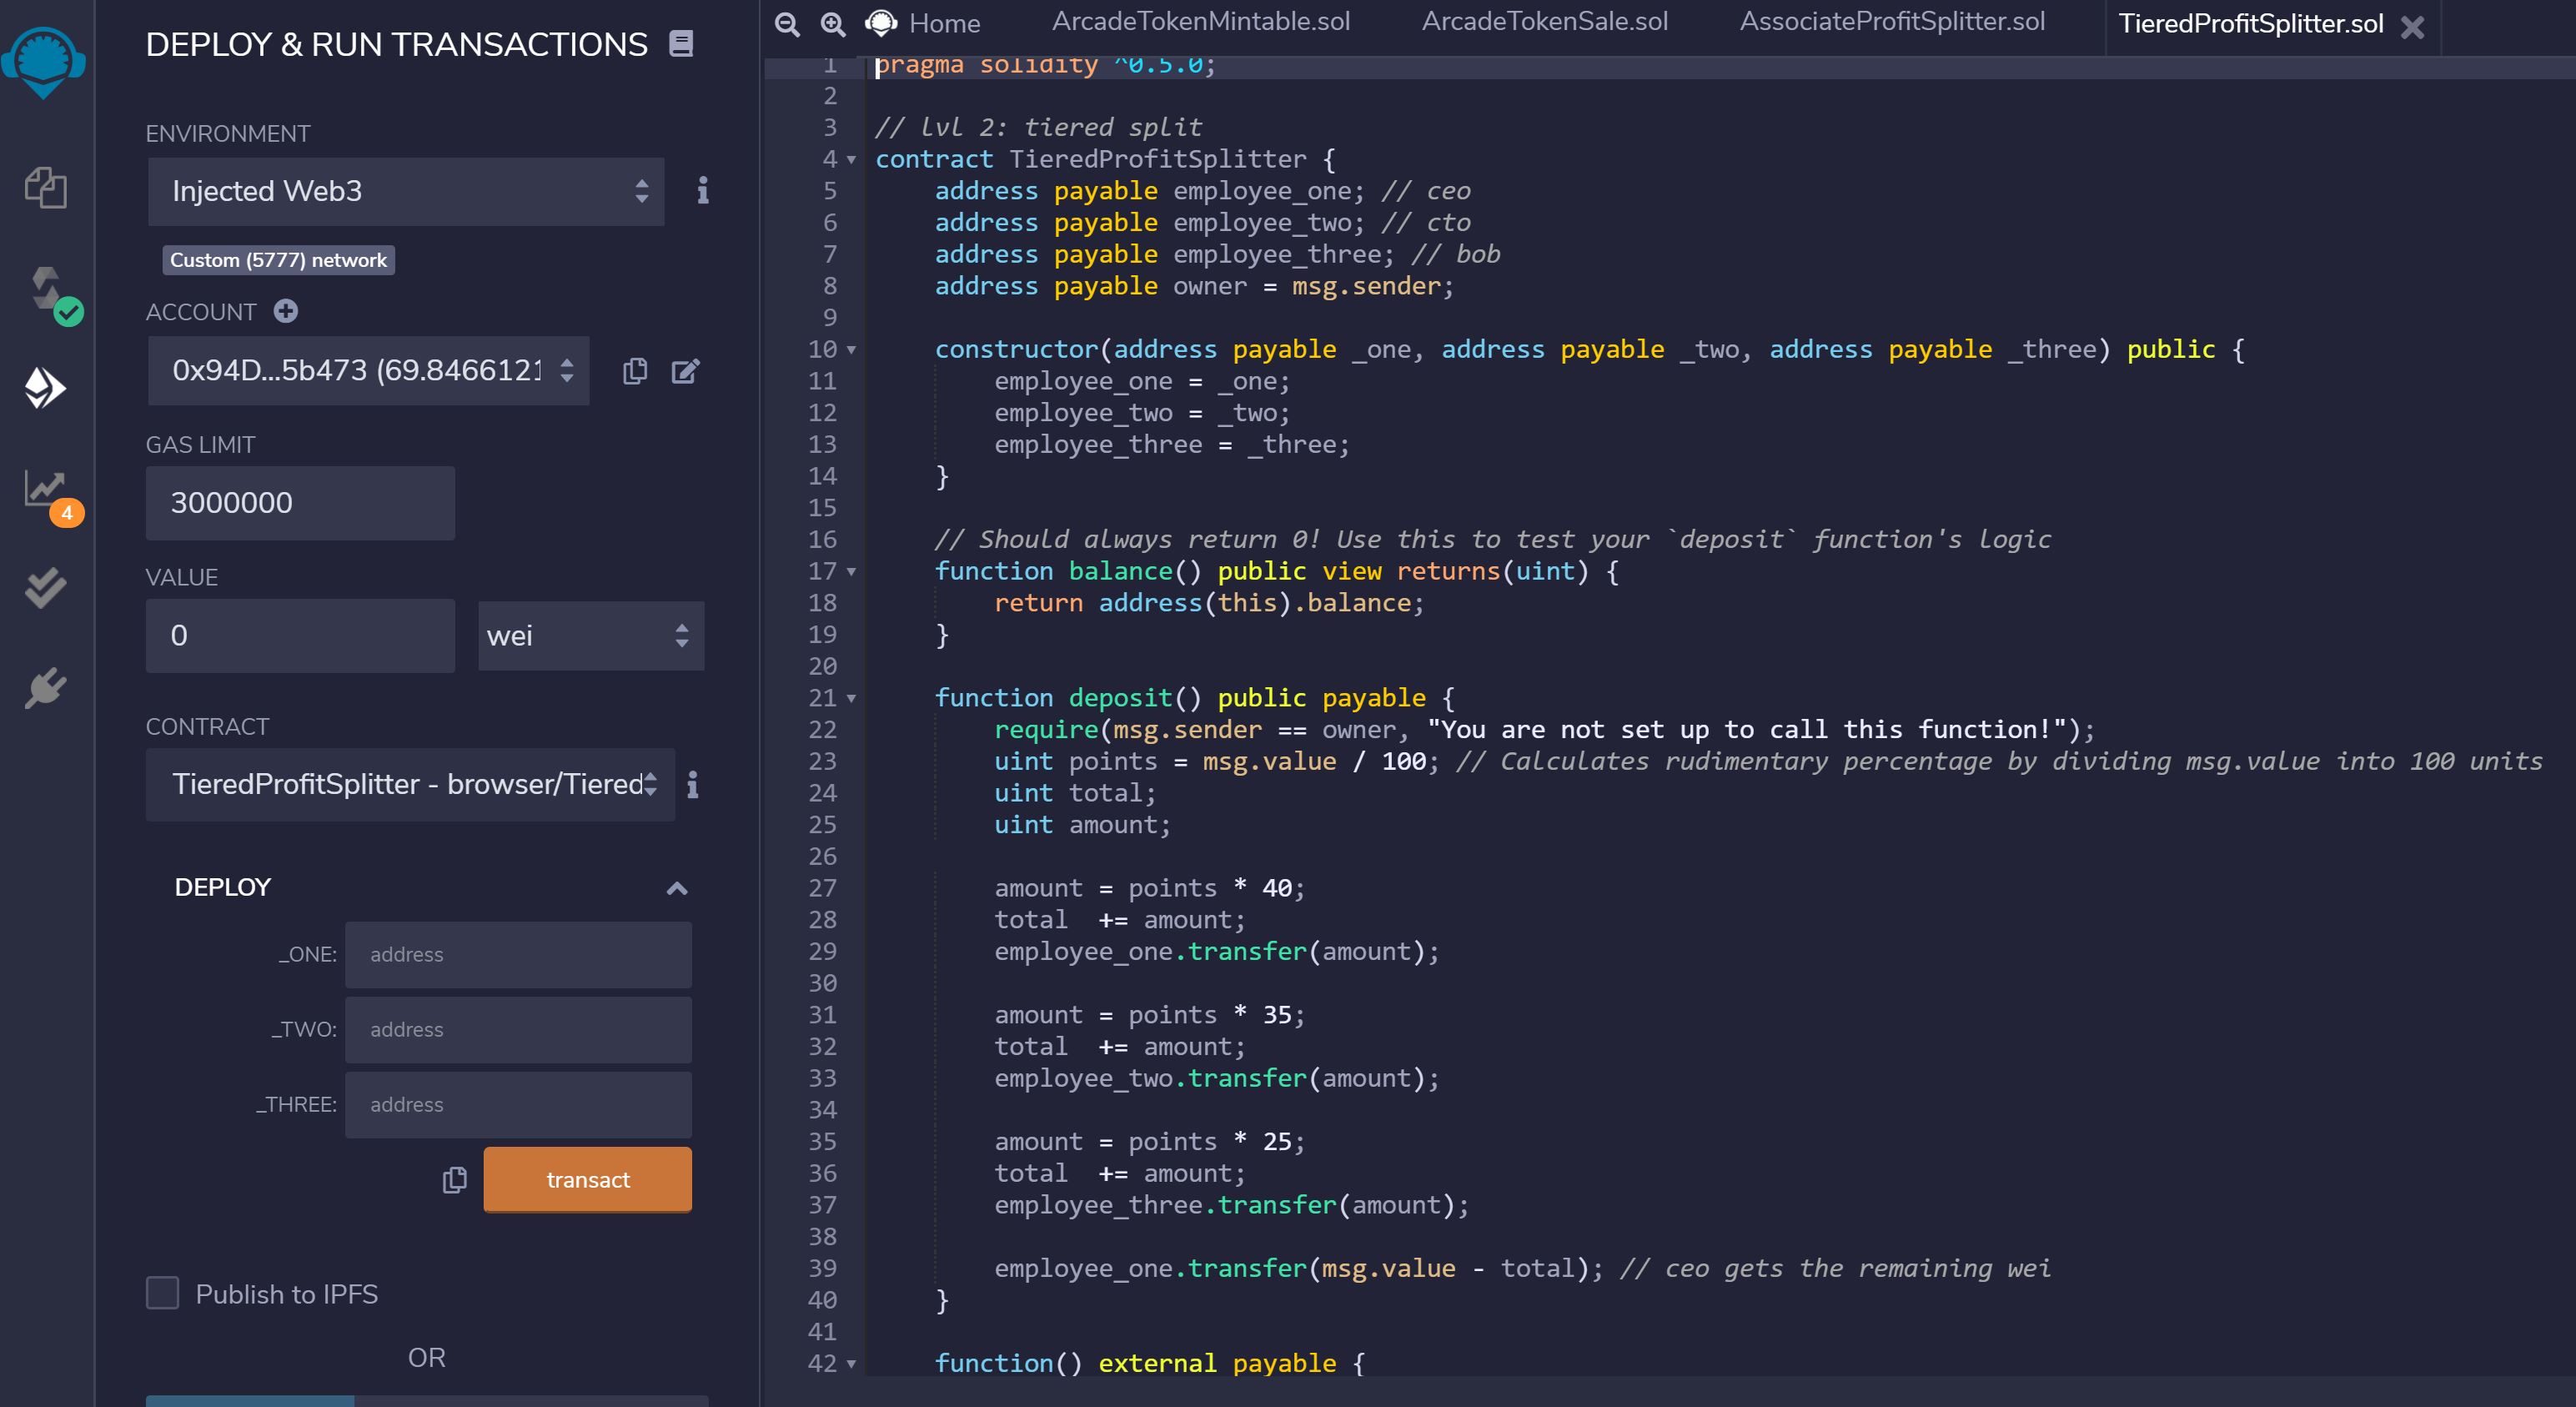 DEPLOY & RUN TRANSACTIONS
ENVIRONMENT
Injected Web3
Custom (5777) network
ACCOUNT
0x94D...5b473 (69.8466121
GAS LIMIT
3000000
VALUE
0
wei
CONTRACT
TieredProfitSplitter - browser/Tiered
DEPLOY
_ONE: address
_TWO: address
_THREE: address
transact
Publish to IPFS
OR
4
Home ArcadeTokenMintable.sol ArcadeTokenSale.sol AssociateProfitSplitter.sol TieredProfitSplitter.sol
1 pragma solidity ^0.5.0;
2
3 // lvl 2: tiered split
4 contract TieredProfitSplitter {
5 address payable employee_one; // ceo
6 address payable employee_two; // cto
7 address payable employee_three; // bob
8 address payable owner = msg.sender;
9
10 constructor(address payable _one, address payable _two, address payable _three) public {
11 employee_one = _one;
12 employee_two = _two;
13 employee_three = _three;
14 }
15
16 // Should always return 0! Use this to test your `deposit` function's logic
17 function balance() public view returns(uint) {
18 return address(this).balance;
19 }
20
21 function deposit() public payable {
22 require(msg.sender == owner, "You are not set up to call this function!");
23 uint points = msg.value / 100; // Calculates rudimentary percentage by dividing msg.value into 100 units
24 uint total;
25 uint amount;
26
27 amount = points * 40;
28 total += amount;
29 employee_one.transfer(amount);
30
31 amount = points * 35;
32 total += amount;
33 employee_two.transfer(amount);
34
35 amount = points * 25;
36 total += amount;
37 employee_three.transfer(amount);
38
39 employee_one.transfer(msg.value - total); // ceo gets the remaining wei
40 }
41
42 function() external payable {